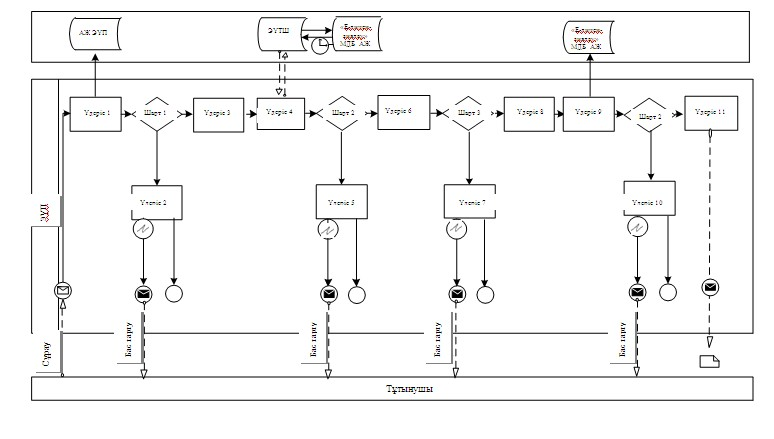 АЖ ЭҮП
ЭҮТШ
МДБ АЖ
МДБ АЖ
Үдеріс 1
Шарт 1
Үдеріс 3
Үдеріс 4
Шарт 2
Үдеріс 6
Шарт 3
Үдеріс 8
Үдеріс 9
Шарт 2
Үдеріс 11
Үдеріс 2
Үдеріс 5
Үдеріс 7
Үдеріс 10
ЭҮП
Сұрау
Бас тарту
Бас тарту
Бас тарту
Бас тарту
Тұтынушы